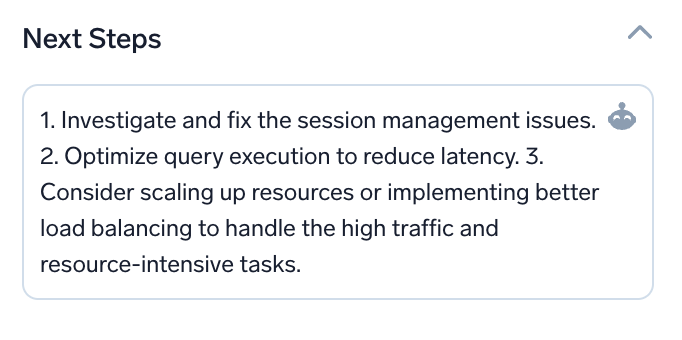 Next Steps
1. Investigate and fix the session management issues.
2. Optimize query execution to reduce latency. 3.
Consider scaling up resources or implementing better
load balancing to handle the high traffic and
resource-intensive tasks.